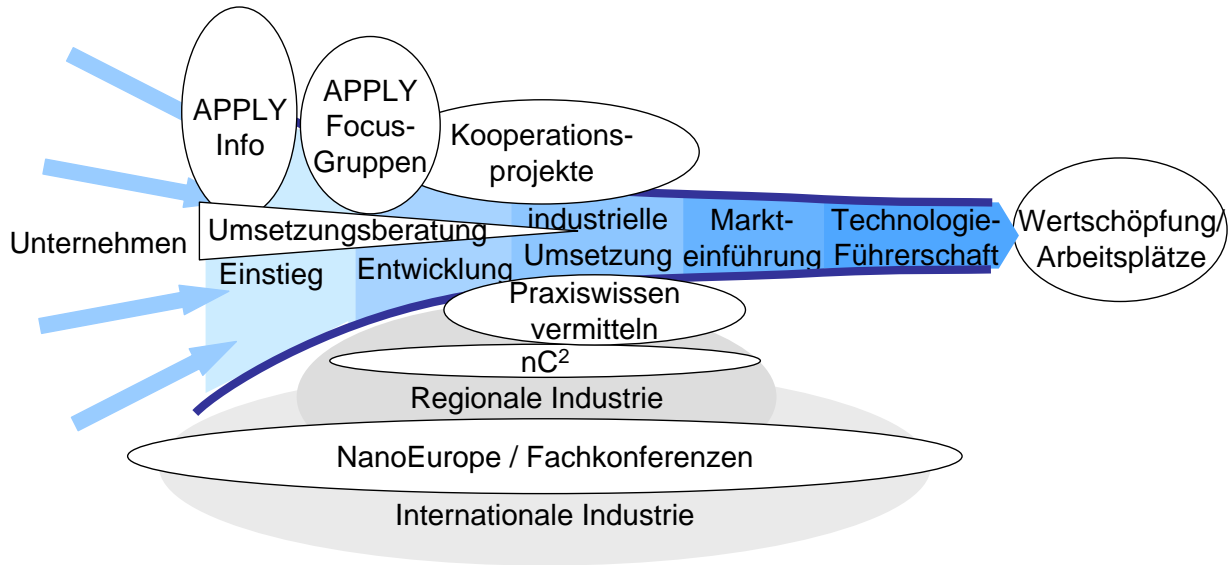 APPLY
Info
APPLY
Focus-
Gruppen
Kooperations-
projekte
Unternehmen
Umsetzungsberatung
Einstieg
Entwicklung
industrielle
Umsetzung
Markt-
einführung
Technologie-
Führerschaft
Wertschöpfung/
Arbeitsplätze
Praxiswissen
vermitteln
nC²
Regionale Industrie
NanoEurope / Fachkonferenzen
Internationale Industrie